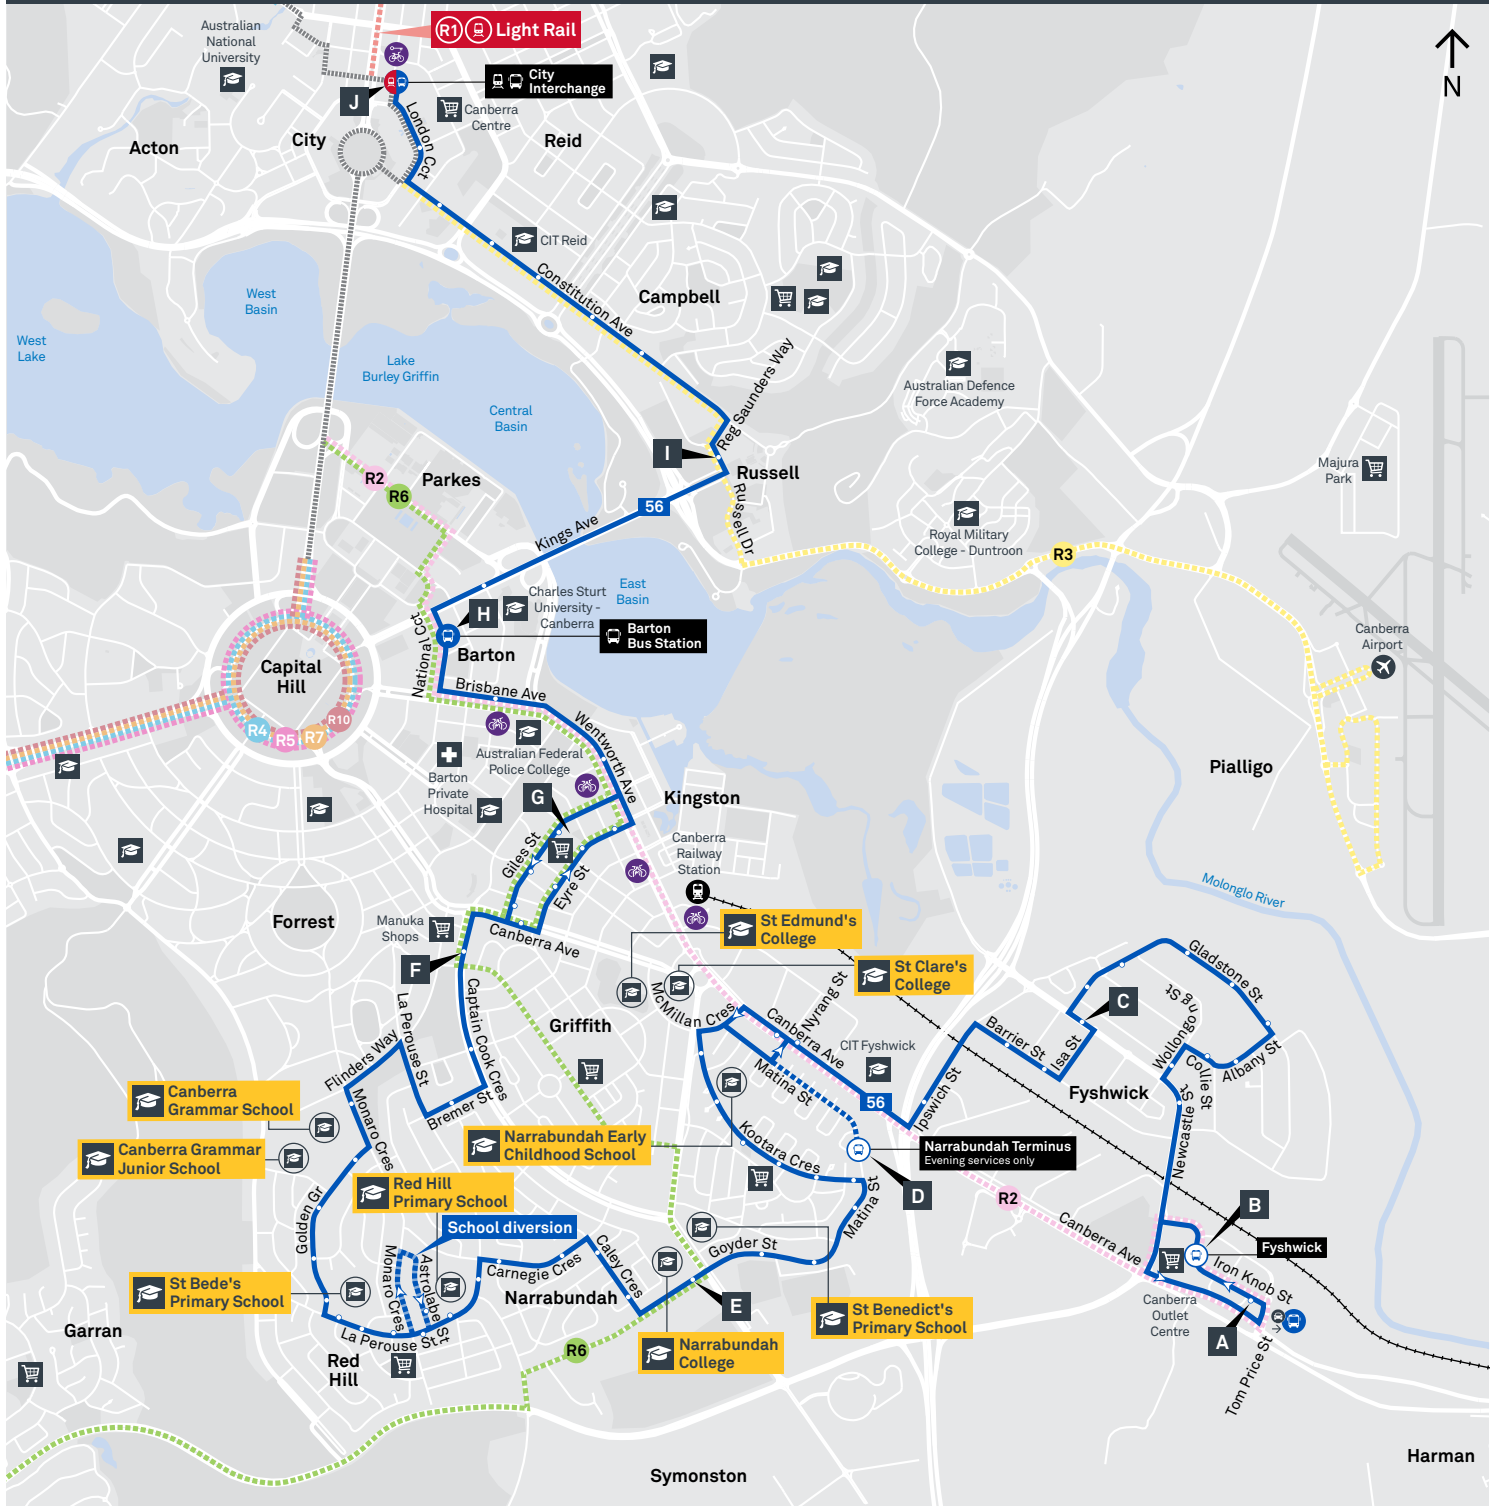 R1 Light Rail
Australian
National
University
City
Interchange
J
London Cct
Canberra
Centre
Acton
City
Reid
N
CIT Reid
Constitution Ave
Campbell
West
Basin
West
Lake
Lake
Burley Griffin
Central
Basin
Reg Saunders Way
Australian Defence
Force Academy
I
Russell
Majura
Park
R2
R6
Parkes
56
Russell Dr
Kings Ave
Royal Military
College - Duntroon
R3
East
Basin
Charles Sturt
University -
Canberra
H
National Cct
Barton
Bus Station
Barton
Canberra
Airport
Capital
Hill
Brisbane Ave
Wentworth Ave
R4
R5
R7
R10
Australian Federal
Police College
Barton
Private
Hospital
G
Kingston
Pialligo
Canberra
Railway
Station
Giles St
Eyre St
Molonglo River
Forrest
Manuka
Shops
Canberra Ave
St Edmund's
College
F
St Clare's
College
Gladstone St
C
McMillan Cres
Nyrang St
Wollongong St
La Perouse St
Captain Cook Cres
Griffith
Canberra Ave
CIT Fyshwick
Barrier St
Isa St
Albany St
Collie St
Flinders Way
Monaro Cres
Bremer St
Matina St
56
Ipswich St
Fyshwick
Newcastle St
Canberra
Grammar School
Narrabundah Early
Childhood School
Kootara Cres
Narrabundah Terminus
Evening services only
Canberra Grammar
Junior School
Red Hill
Primary School
D
R2
B
Matina St
Golden Gr
School diversion
Canberra Ave
Goyder St
Fyshwick
Monaro Cres
Astrolabe St
Carnegie Cres
Caley Cres
Iron Knob St
St Bede's
Primary School
Narrabundah
E
Canberra
Outlet
Centre
St Benedict's
Primary School
Garran
La Perouse St
A
Red
Hill
R6
Narrabundah
College
Tom Price St
Harman
Symonston